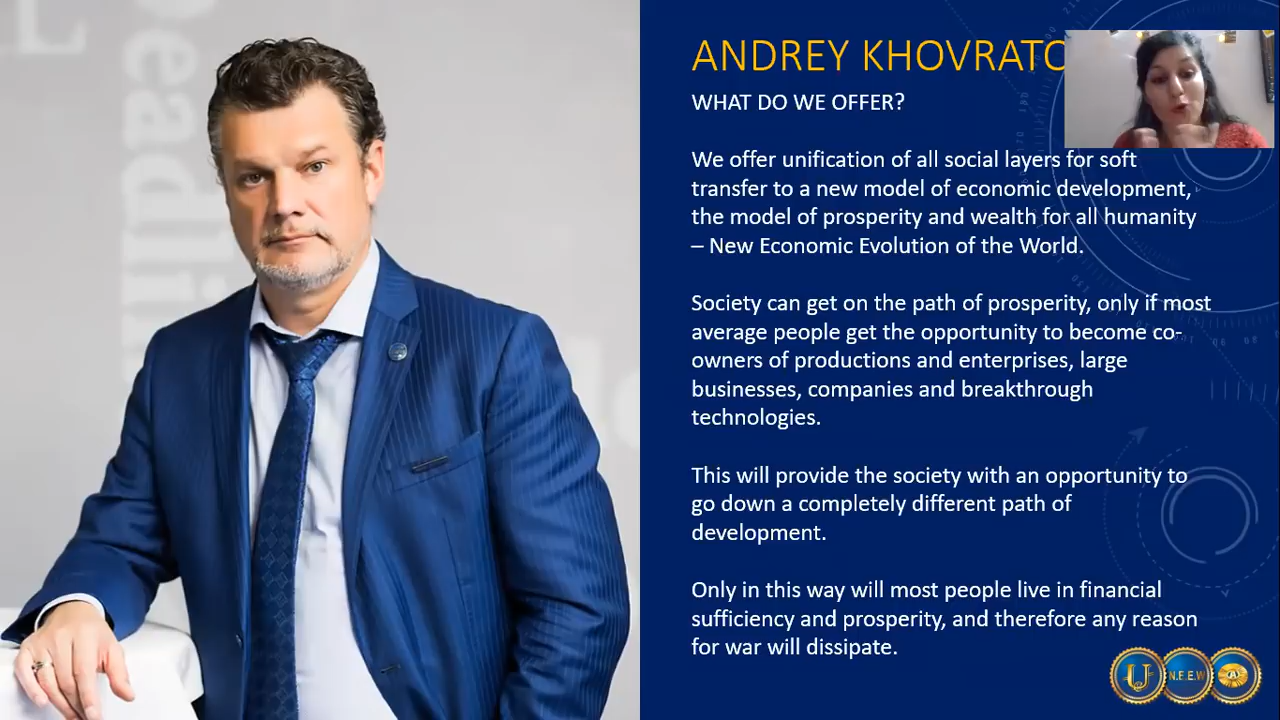 eadlin
ANDREY KHOVRATO
WHAT DO WE OFFER?
We offer unification of all social layers for soft
transfer to a new model of economic development,
the model of prosperity and wealth for all humanity
– New Economic Evolution of the World.
Society can get on the path of prosperity, only if most
average people get the opportunity to become co-
owners of productions and enterprises, large
businesses, companies and breakthrough
technologies.
This will provide the society with an opportunity to
go down a completely different path of
development.
Only in this way will most people live in financial
sufficiency and prosperity, and therefore any reason
for war will dissipate.
U N.E.E.W